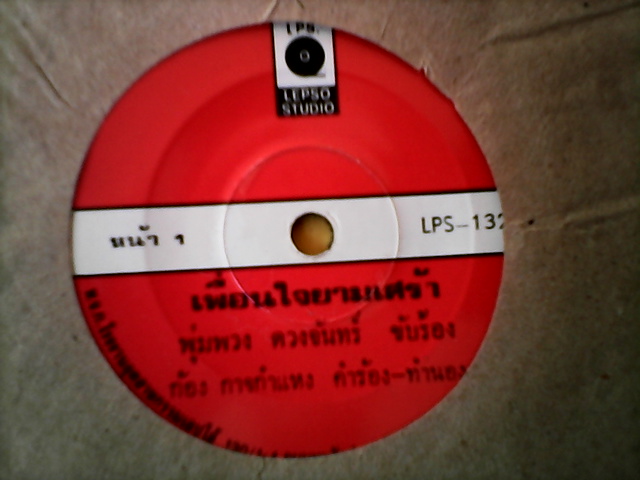 LPS.
LEPSO
STUDIO
หน้า 1
LPS-132
เพื่อนใจยามเศร้า
พุ่มพวง ดวงจันทร์ ขับร้อง
ก้อง กาจกำแหง คำร้อง-ทำนอง